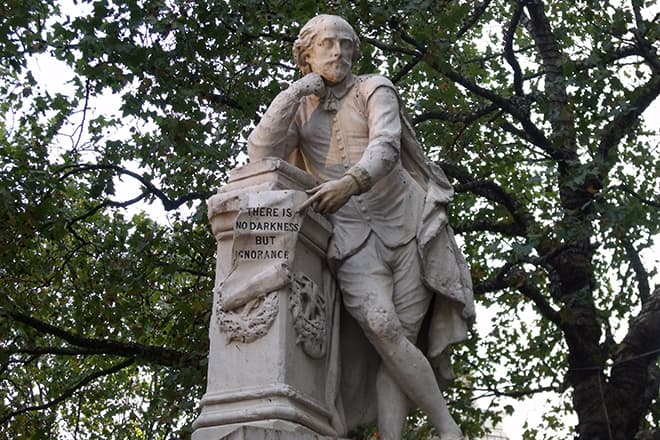 THERE IS
NO DARKNESS
BUT
IGNORANCE